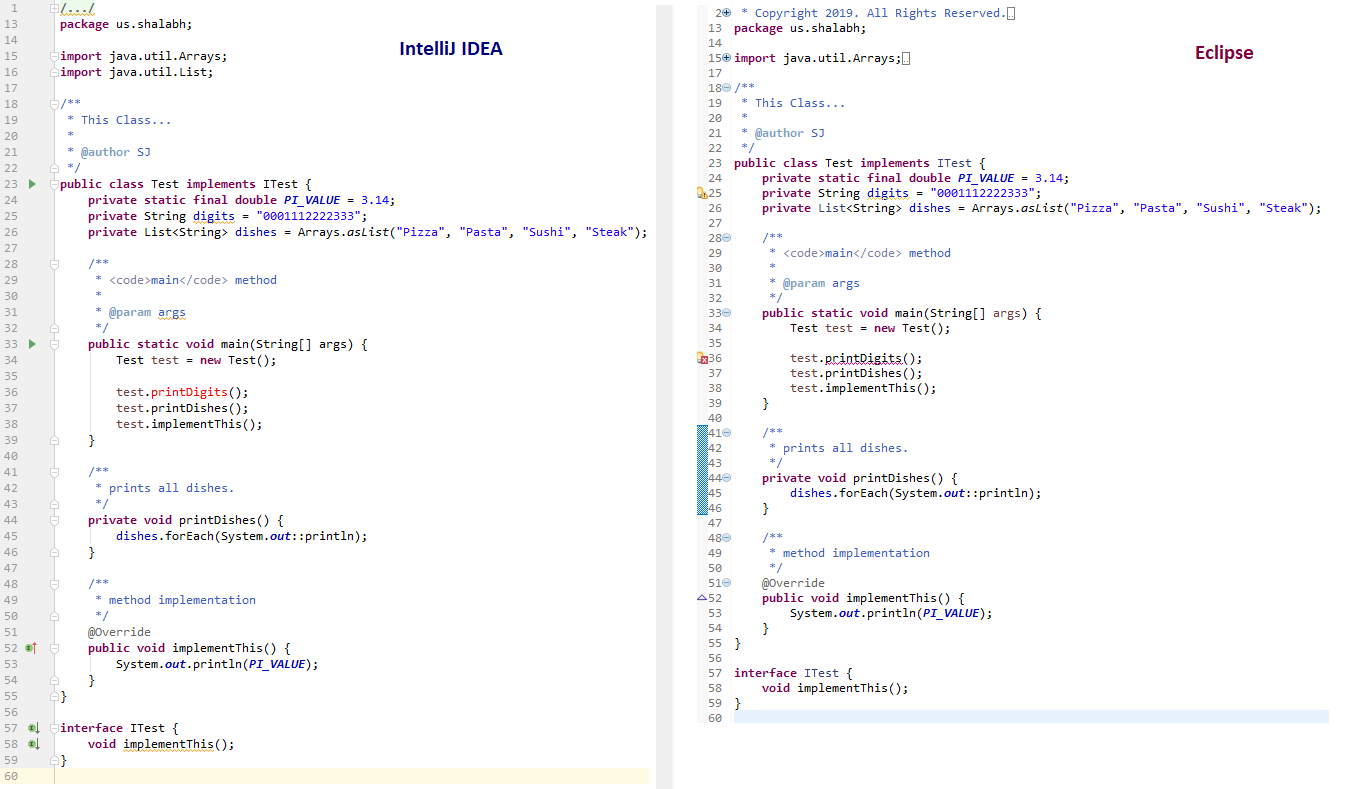 IntelliJ IDEA
1 /.../
13 package us.shalabh;
14
15 import java.util.Arrays;
16 import java.util.List;
17
18 /**
19 * This Class...
20 *
21 * @author SJ
22 */
23 public class Test implements ITest {
24 private static final double PI_VALUE = 3.14;
25 private String digits = "0001112222333";
26 private List<String> dishes = Arrays.asList("Pizza", "Pasta", "Sushi", "Steak");
27
28 /**
29 * <code>main</code> method
30 *
31 * @param args
32 */
33 public static void main(String[] args) {
34 Test test = new Test();
35
36 test.printDigits();
37 test.printDishes();
38 test.implementThis();
39 }
40
41 /**
42 * prints all dishes.
43 */
44 private void printDishes() {
45 dishes.forEach(System.out::println);
46 }
47
48 /**
49 * method implementation
50 */
51 @Override
52 public void implementThis() {
53 System.out.println(PI_VALUE);
54 }
55 }
56
57 interface ITest {
58 void implementThis();
59 }
60
Eclipse
2 * Copyright 2019. All Rights Reserved.
13 package us.shalabh;
14
15 import java.util.Arrays;
17
18 /**
19 * This Class...
20 *
21 * @author SJ
22 */
23 public class Test implements ITest {
24 private static final double PI_VALUE = 3.14;
25 private String digits = "0001112222333";
26 private List<String> dishes = Arrays.asList("Pizza", "Pasta", "Sushi", "Steak");
27
28 /**
29 * <code>main</code> method
30 *
31 * @param args
32 */
33 public static void main(String[] args) {
34 Test test = new Test();
35
36 test.printDigits();
37 test.printDishes();
38 test.implementThis();
39 }
40
41 /**
42 * prints all dishes.
43 */
44 private void printDishes() {
45 dishes.forEach(System.out::println);
46 }
47
48 /**
49 * method implementation
50 */
51 @Override
52 public void implementThis() {
53 System.out.println(PI_VALUE);
54 }
55 }
56
57 interface ITest {
58 void implementThis();
59 }
60